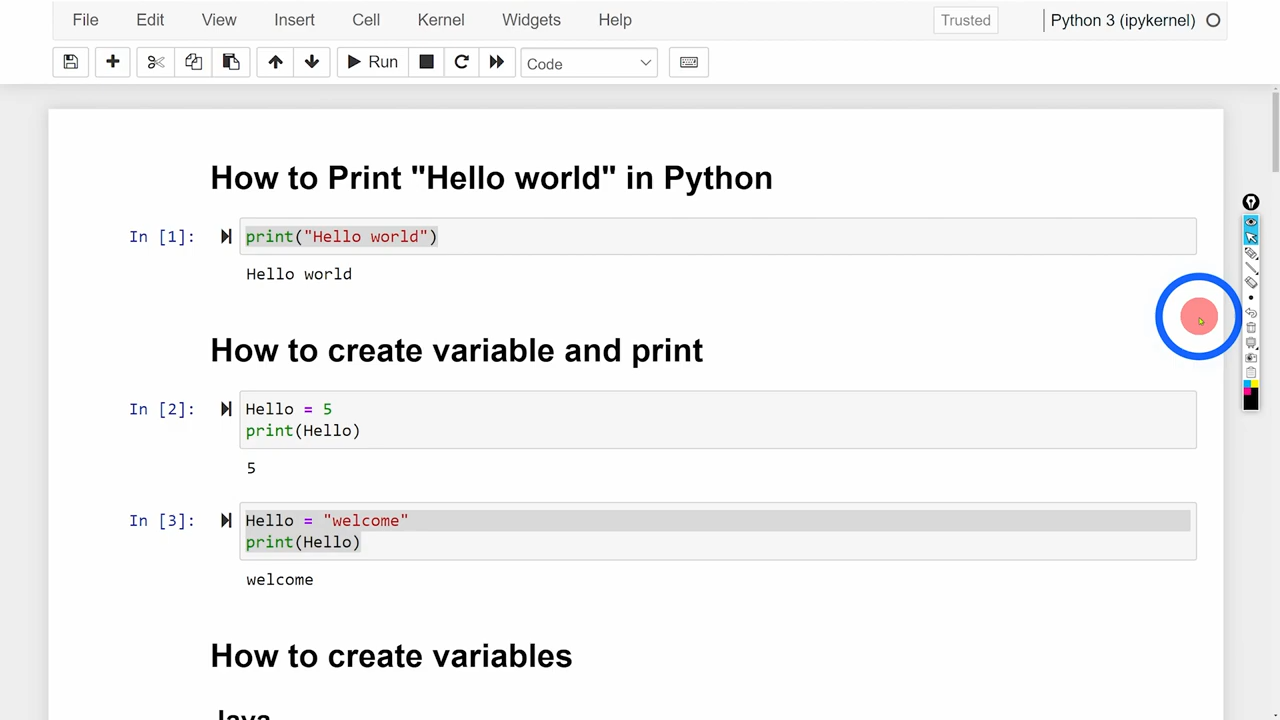 File Edit View Insert Cell Kernel Widgets Help Trusted Python 3 (ipykernel)
Run Code
How to Print "Hello world" in Python
In [1]: print("Hello world")
Hello world
How to create variable and print
In [2]: Hello = 5
print(Hello)
5
In [3]: Hello = "welcome"
print(Hello)
welcome
How to create variables
Java